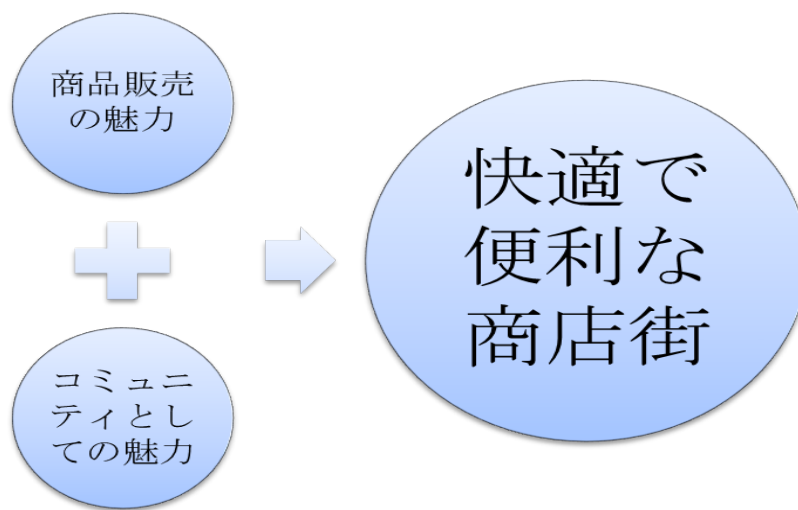 商品販売
の魅力
コミュニ
ティとし
ての魅力
快適で
便利な
商店街